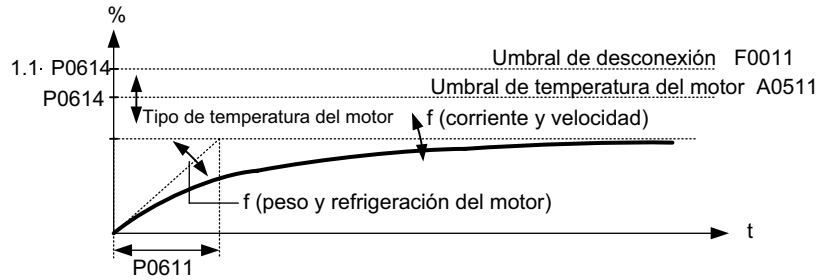 %
Umbral de desconexión F0011
1.1· P0614
Umbral de temperatura del motor A0511
P0614
Tipo de temperatura del motor
f (corriente y velocidad)
f (peso y refrigeración del motor)
t
P0611